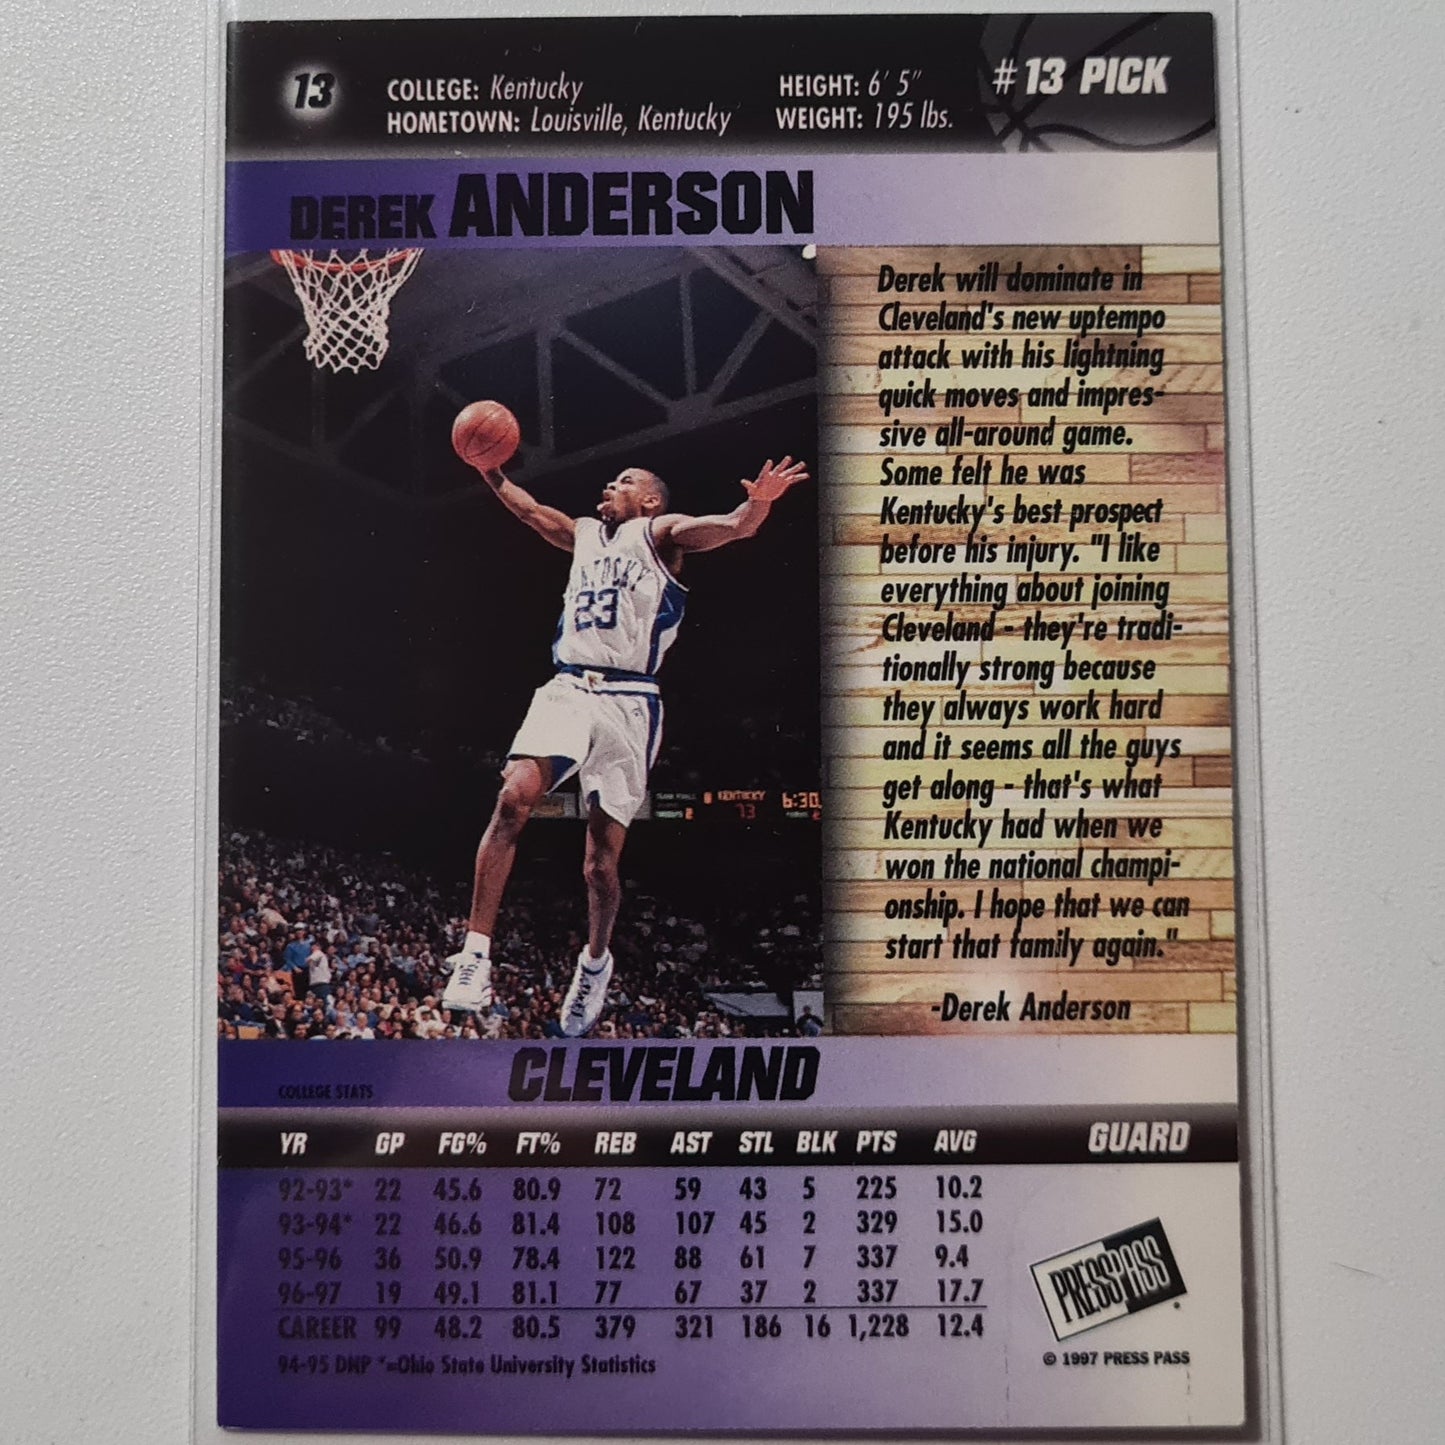 13
COLLEGE: Kentucky
HOMETOWN: Louisville, Kentucky
HEIGHT: 6' 5"
WEIGHT: 195 lbs.
#13 PICK
DEREK ANDERSON
Derek will dominate in
Cleveland's new uptempo
attack with his lightning
quick moves and impres-
sive all-around game.
Some felt he was
Kentucky's best prospect
before his injury. "I like
everything about joining
Cleveland - they're tradi-
tionally strong because
they always work hard
and it seems all the guys
get along - that's what
Kentucky had when we
won the national champi-
onship. I hope that we can
start that family again."
-Derek Anderson
KENTUCKY
23
KENTUCKY
73
6:30
CLEVELAND
COLLEGE STATS
YR GP FG% FT% REB AST STL BLK PTS AVG GUARD
92-93* 22 45.6 80.9 72 59 43 5 225 10.2
93-94* 22 46.6 81.4 108 107 45 2 329 15.0
95-96 36 50.9 78.4 122 88 61 7 337 9.4
96-97 19 49.1 81.1 77 67 37 2 337 17.7
CAREER 99 48.2 80.5 379 321 186 16 1,228 12.4
94-95 DNP *=Ohio State University Statistics
PRESS PASS
© 1997 PRESS PASS